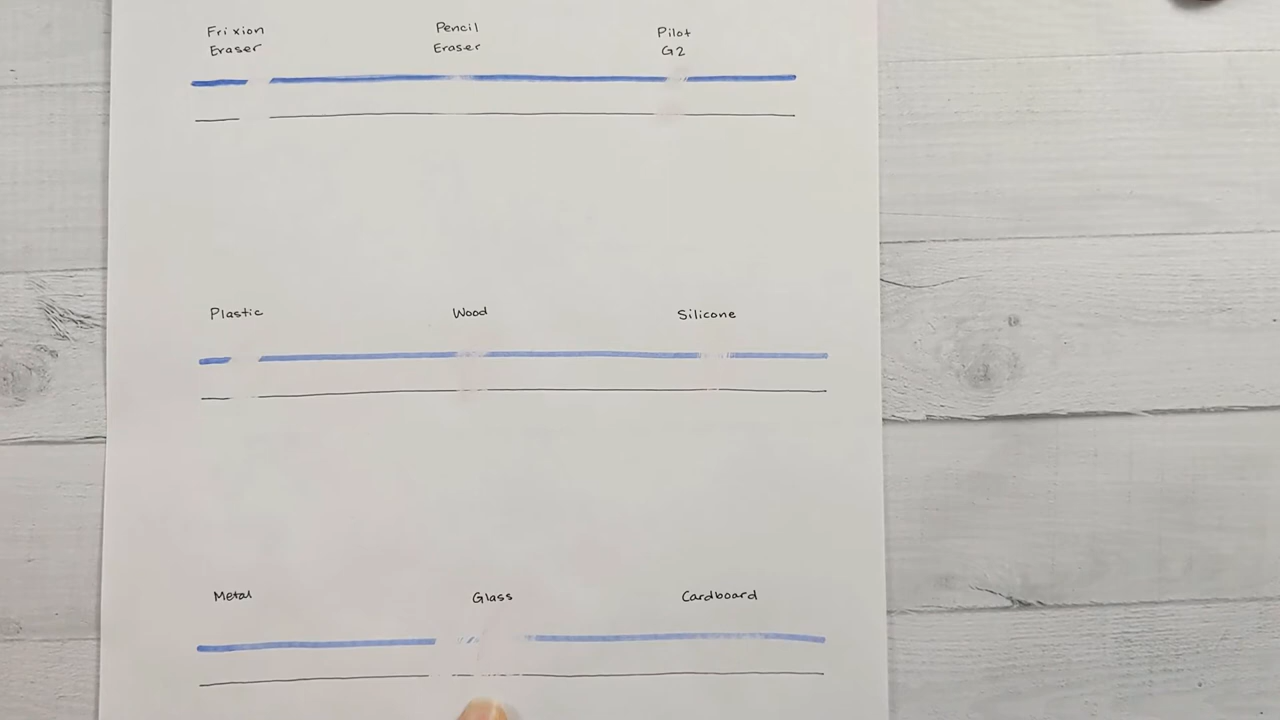 Frixion
Eraser
Pencil
Eraser
Pilot
G2
Plastic
Wood
Silicone
Metal
Glass
Cardboard